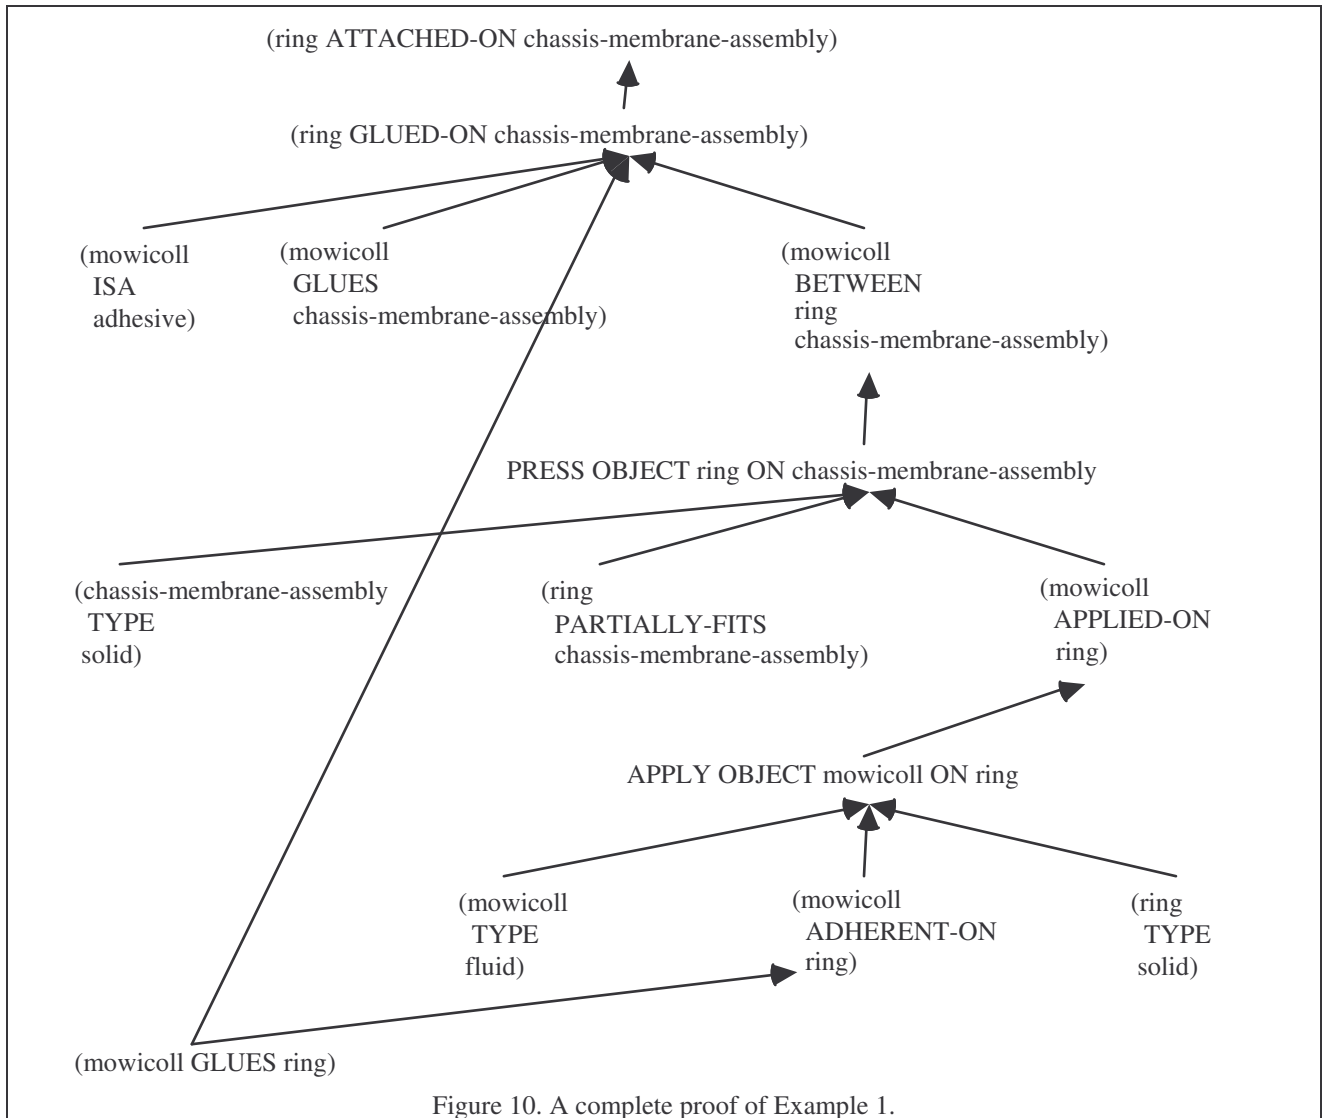 (ring ATTACHED-ON chassis-membrane-assembly)
(ring GLUED-ON chassis-membrane-assembly)
(mowicoll
ISA
adhesive)
(mowicoll
GLUES
chassis-membrane-assembly)
(mowicoll
BETWEEN
ring
chassis-membrane-assembly)
PRESS OBJECT ring ON chassis-membrane-assembly
(chassis-membrane-assembly
TYPE
solid)
(ring
PARTIALLY-FITS
chassis-membrane-assembly)
(mowicoll
APPLIED-ON
ring)
APPLY OBJECT mowicoll ON ring
(mowicoll
TYPE
fluid)
(mowicoll
ADHERENT-ON
ring)
(ring
TYPE
solid)
(mowicoll GLUES ring)
Figure 10. A complete proof of Example 1.